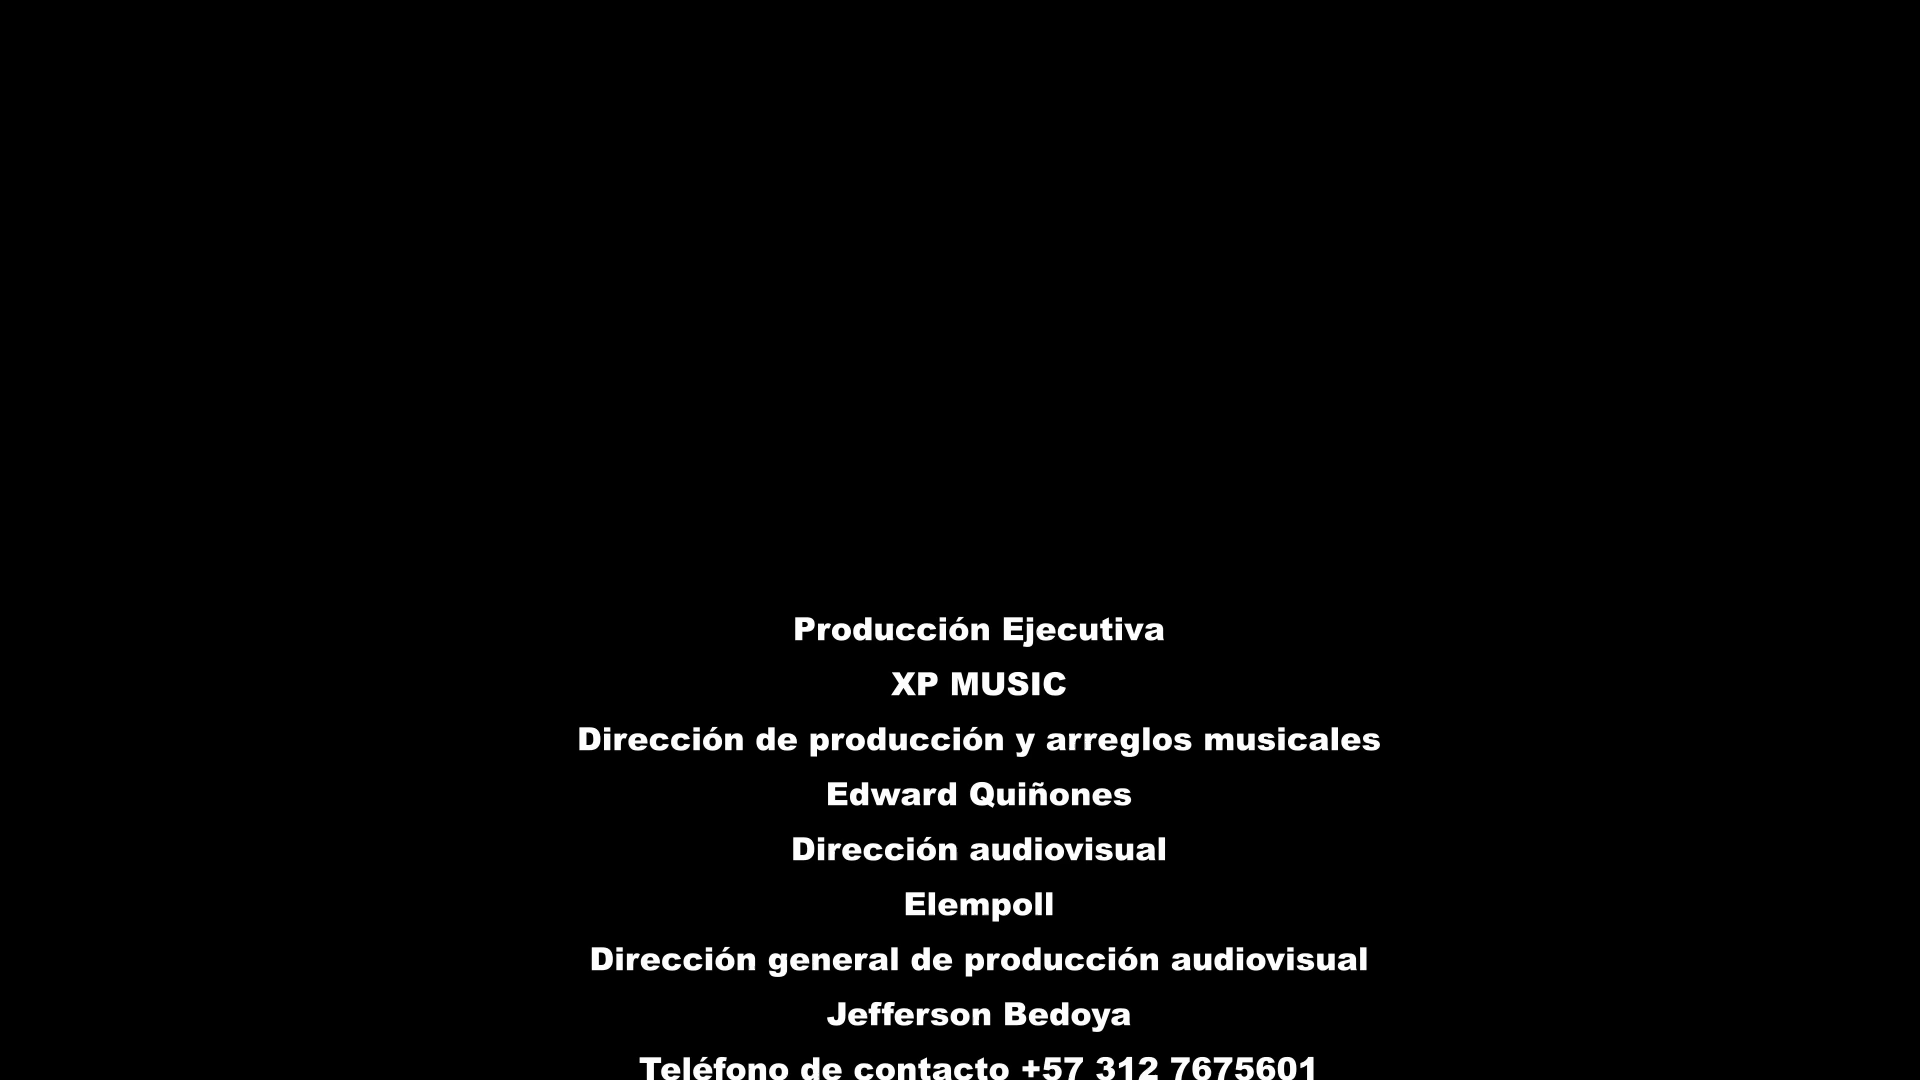 Producción Ejecutiva
XP MUSIC
Dirección de producción y arreglos musicales
Edward Quiñones
Dirección audiovisual
Elempoll
Dirección general de producción audiovisual
Jefferson Bedoya
Teléfono de contacto +57 312 7675601